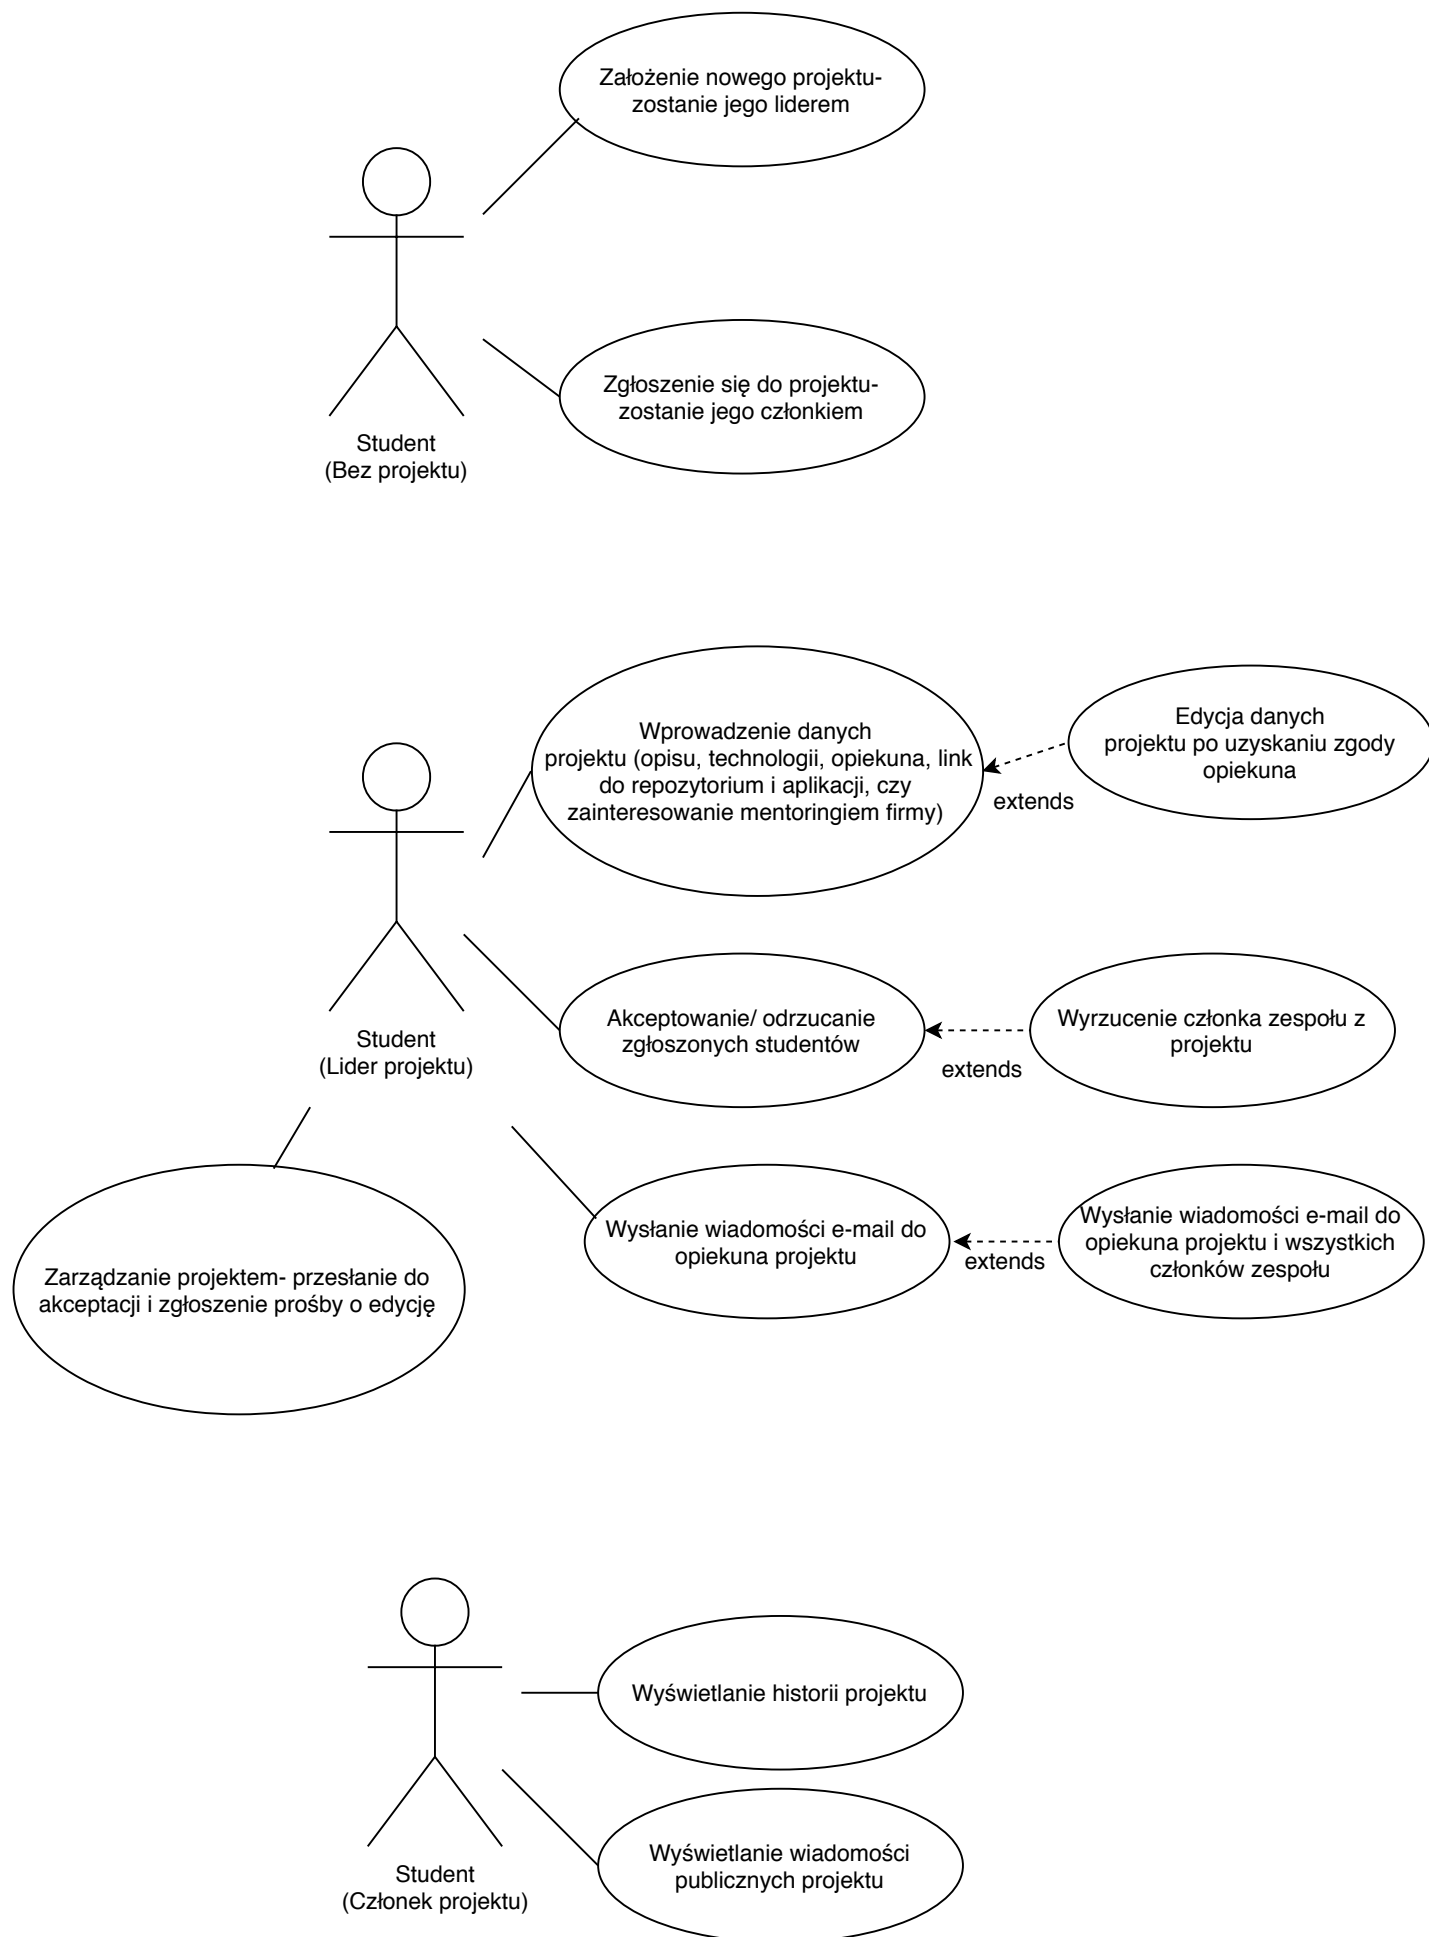 Założenie nowego projektu-
zostanie jego liderem
Zgłoszenie się do projektu-
zostanie jego członkiem
Student
(Bez projektu)
Wprowadzenie danych
projektu (opisu, technologii, opiekuna, link
do repozytorium i aplikacji, czy
zainteresowanie mentoringiem firmy)
extends
Edycja danych
projektu po uzyskaniu zgody
opiekuna
Student
(Lider projektu)
Akceptowanie/ odrzucanie
zgłoszonych studentów
extends
Wyrzucenie członka zespołu z
projektu
Wysłanie wiadomości e-mail do
opiekuna projektu
extends
Wysłanie wiadomości e-mail do
opiekuna projektu i wszystkich
członków zespołu
Zarządzanie projektem- przesłanie do
akceptacji i zgłoszenie prośby o edycję
Wyświetlanie historii projektu
Wyświetlanie wiadomości
publicznych projektu
Student
(Członek projektu)